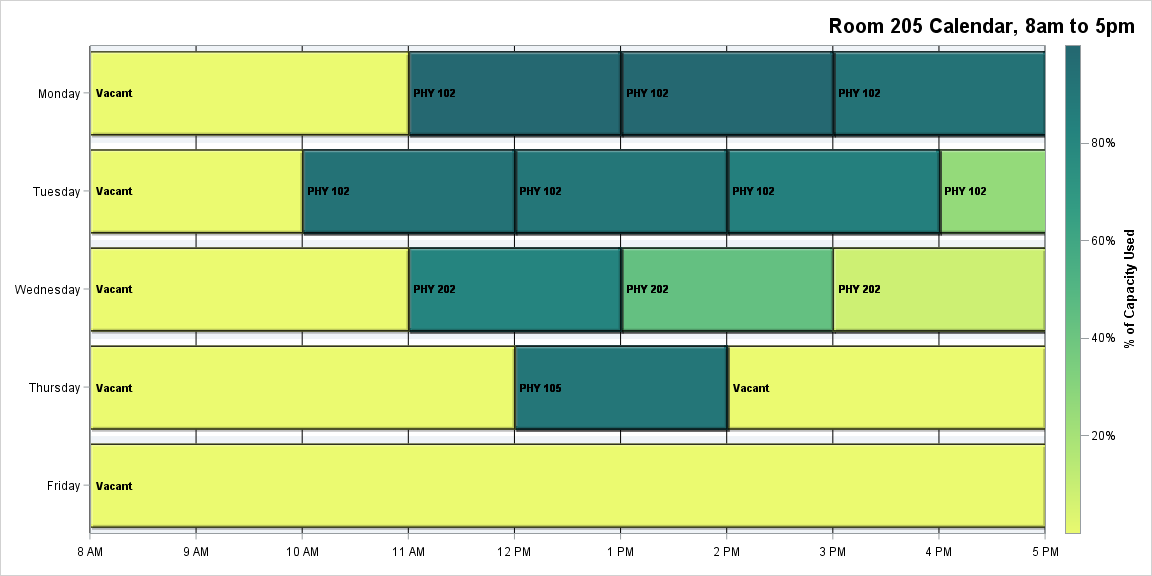 Room 205 Calendar, 8am to 5pm
Monday
Vacant
PHY 102
PHY 102
PHY 102
Tuesday
Vacant
PHY 102
PHY 102
PHY 102
PHY 102
Wednesday
Vacant
PHY 202
PHY 202
PHY 202
Thursday
Vacant
PHY 105
Vacant
Friday
Vacant
8 AM
9 AM
10 AM
11 AM
12 PM
1 PM
2 PM
3 PM
4 PM
5 PM
80%
60%
40%
20%
% of Capacity Used